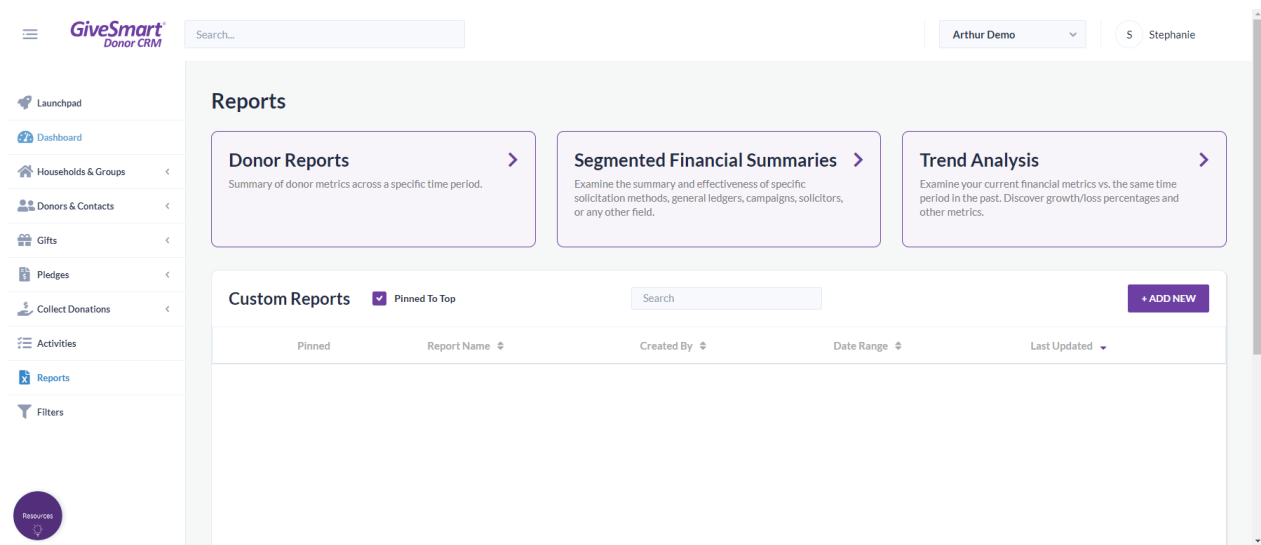 GiveSmart
Donor CRM
Search...
Arthur Demo
S
Stephanie
Launchpad
Dashboard
Households & Groups
Donors & Contacts
Gifts
Pledges
Collect Donations
Activities
Reports
Filters
Resources
Reports
Donor Reports
Summary of donor metrics across a specific time period.
Segmented Financial Summaries
Examine the summary and effectiveness of specific
solicitation methods, general ledgers, campaigns, solicitors,
or any other field.
Trend Analysis
Examine your current financial metrics vs. the same time
period in the past. Discover growth/loss percentages and
other metrics.
Custom Reports
Pinned To Top
Search
+ ADD NEW
Pinned
Report Name
Created By
Date Range
Last Updated